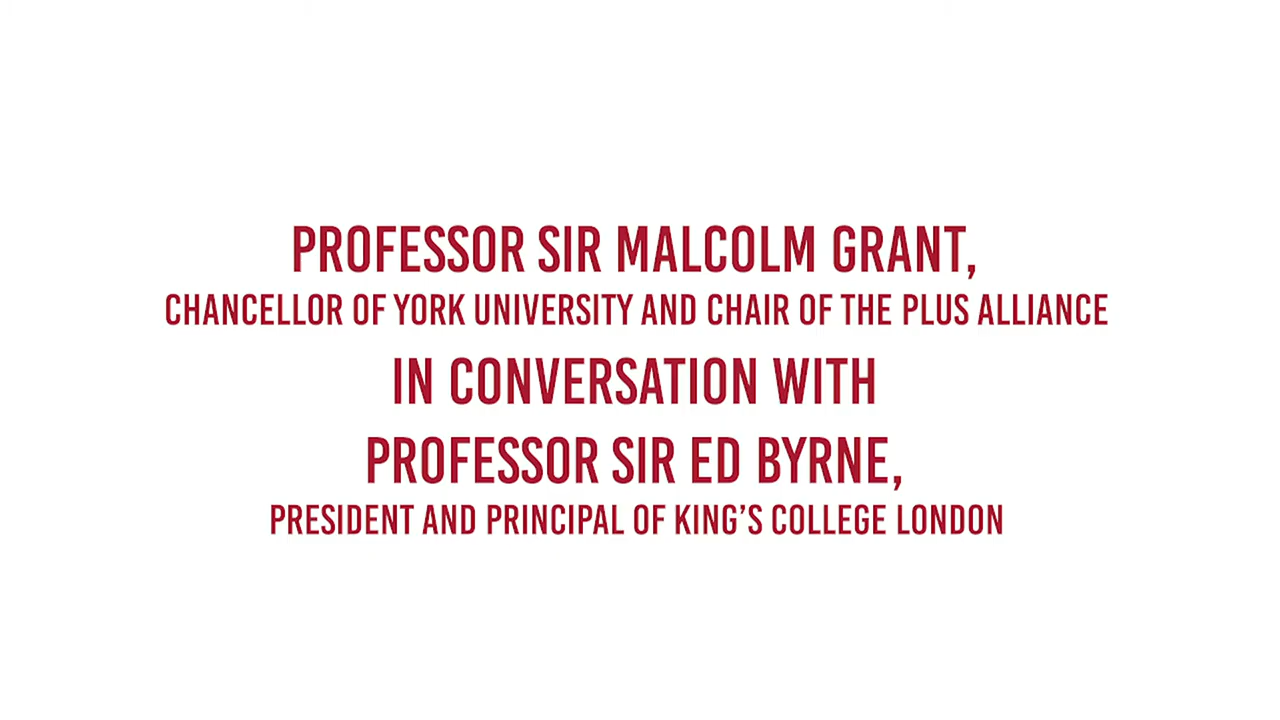 PROFESSOR SIR MALCOLM GRANT,
CHANCELLOR OF YORK UNIVERSITY AND CHAIR OF THE PLUS ALLIANCE
IN CONVERSATION WITH
PROFESSOR SIR ED BYRNE,
PRESIDENT AND PRINCIPAL OF KING’S COLLEGE LONDON